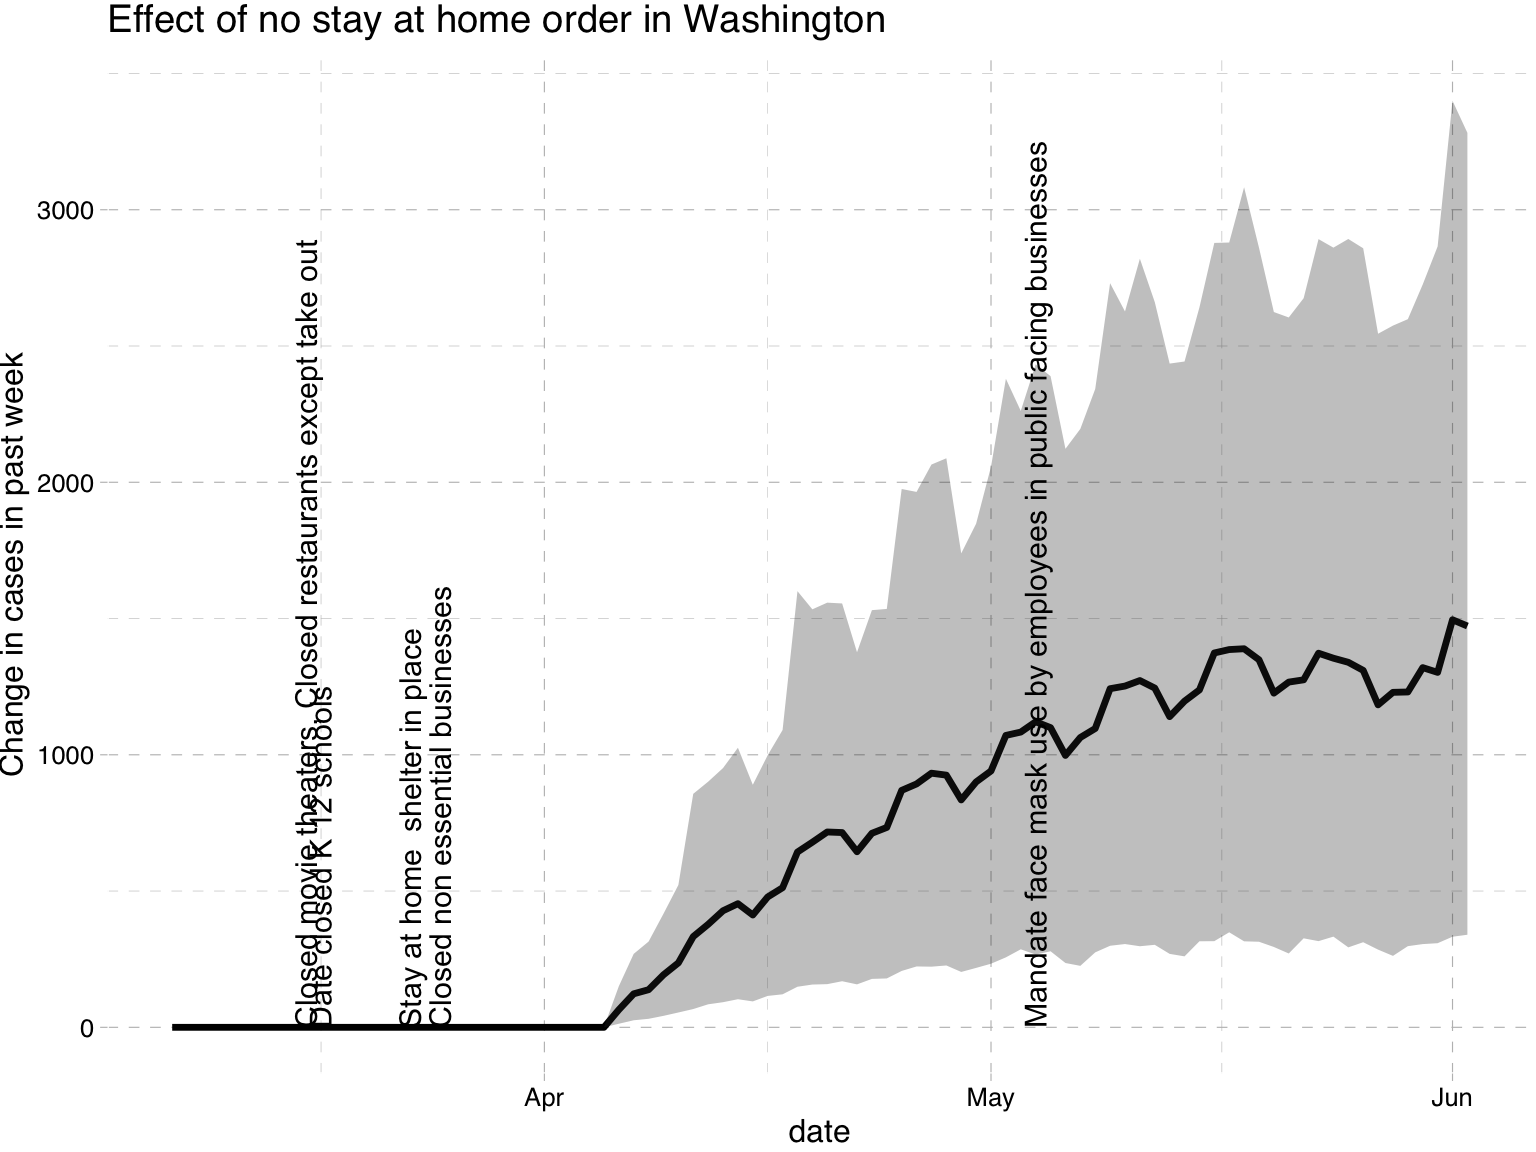 Effect of no stay at home order in Washington
Change in cases in past week
3000
2000
1000
0
Closed movie theaters, Closed restaurants except take out
Date closed K 12 schools
Stay at home  shelter in place
Closed non essential businesses
Mandate face mask use by employees in public facing businesses
Apr
May
Jun
date